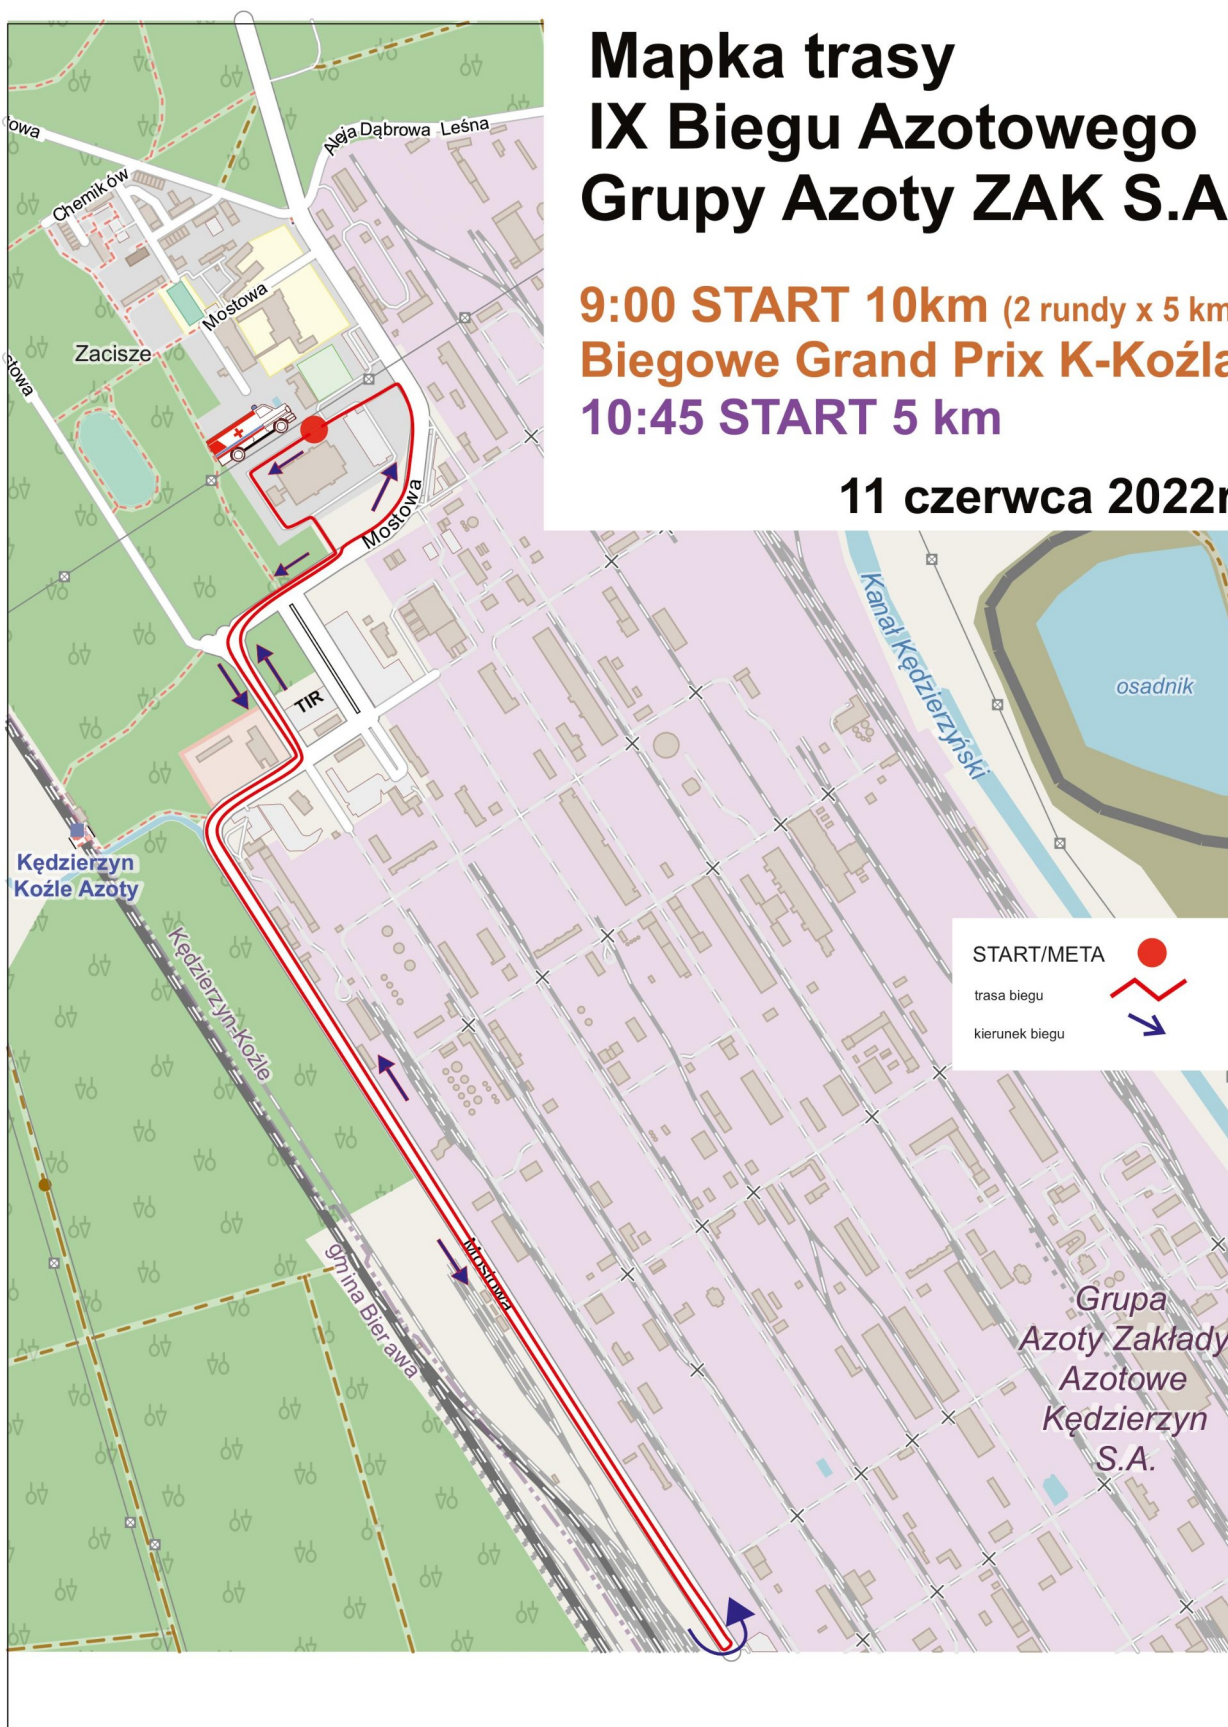 Mapka trasy
IX Biegu Azotowego
Grupy Azoty ZAK S.A
9:00 START 10km (2 rundy x 5 km
Biegowe Grand Prix K-Koźla
10:45 START 5 km
11 czerwca 2022r
owa
Aleja Dąbrowa Leśna
Chemików
Mostowa
Zacisze
stowa
Mostowa
Kanał Kędzierzyński
osadnik
TIR
Kędzierzyn
Koźle Azoty
START/META
trasa biegu
kierunek biegu
Kędzierzyn-Koźle
gmina Bierawa
Mostowa
Grupa
Azoty Zakłady
Azotowe
Kędzierzyn
S.A.